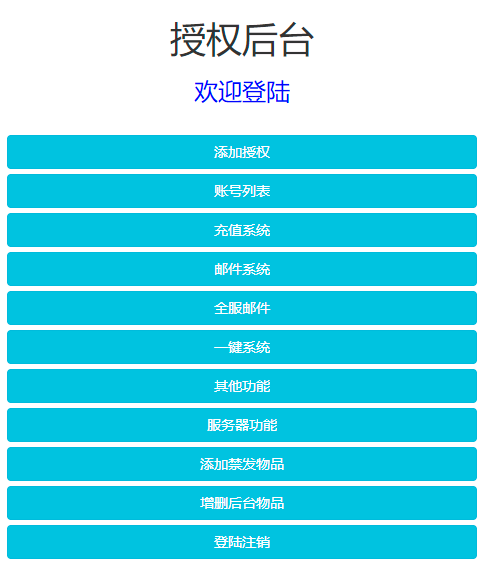 授权后台
欢迎登陆
添加授权
账号列表
充值系统
邮件系统
全服邮件
一键系统
其他功能
服务器功能
添加禁发物品
增删后台物品
登陆注销